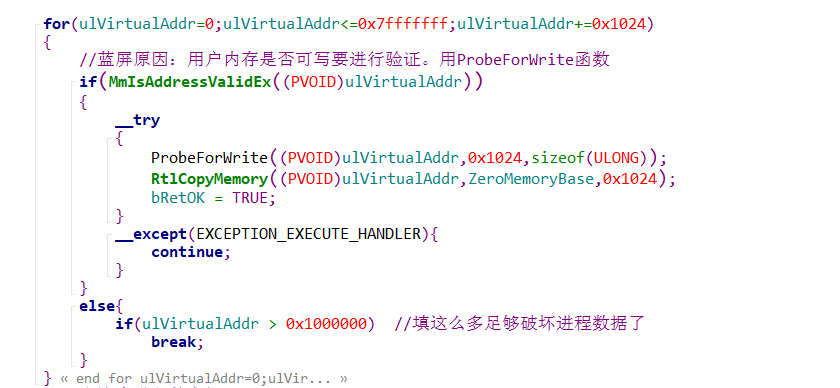 for(ulVirtualAddr=0;ulVirtualAddr<=0x7fffffff;ulVirtualAddr+=0x1024)
{
//蓝屏原因：用户内存是否可写要进行验证。用ProbeForWrite函数
if(MmIsAddressValidEx((PVOID)ulVirtualAddr))
{
__try
{
ProbeForWrite((PVOID)ulVirtualAddr,0x1024,sizeof(ULONG));
RtlCopyMemory((PVOID)ulVirtualAddr,ZeroMemoryBase,0x1024);
bRetOK = TRUE;
}
__except(EXCEPTION_EXECUTE_HANDLER){
continue;
}
}
else{
if(ulVirtualAddr > 0x1000000) //填这么多足够破坏进程数据了
break;
}
} « end for ulVirtualAddr=0;ulVir... »